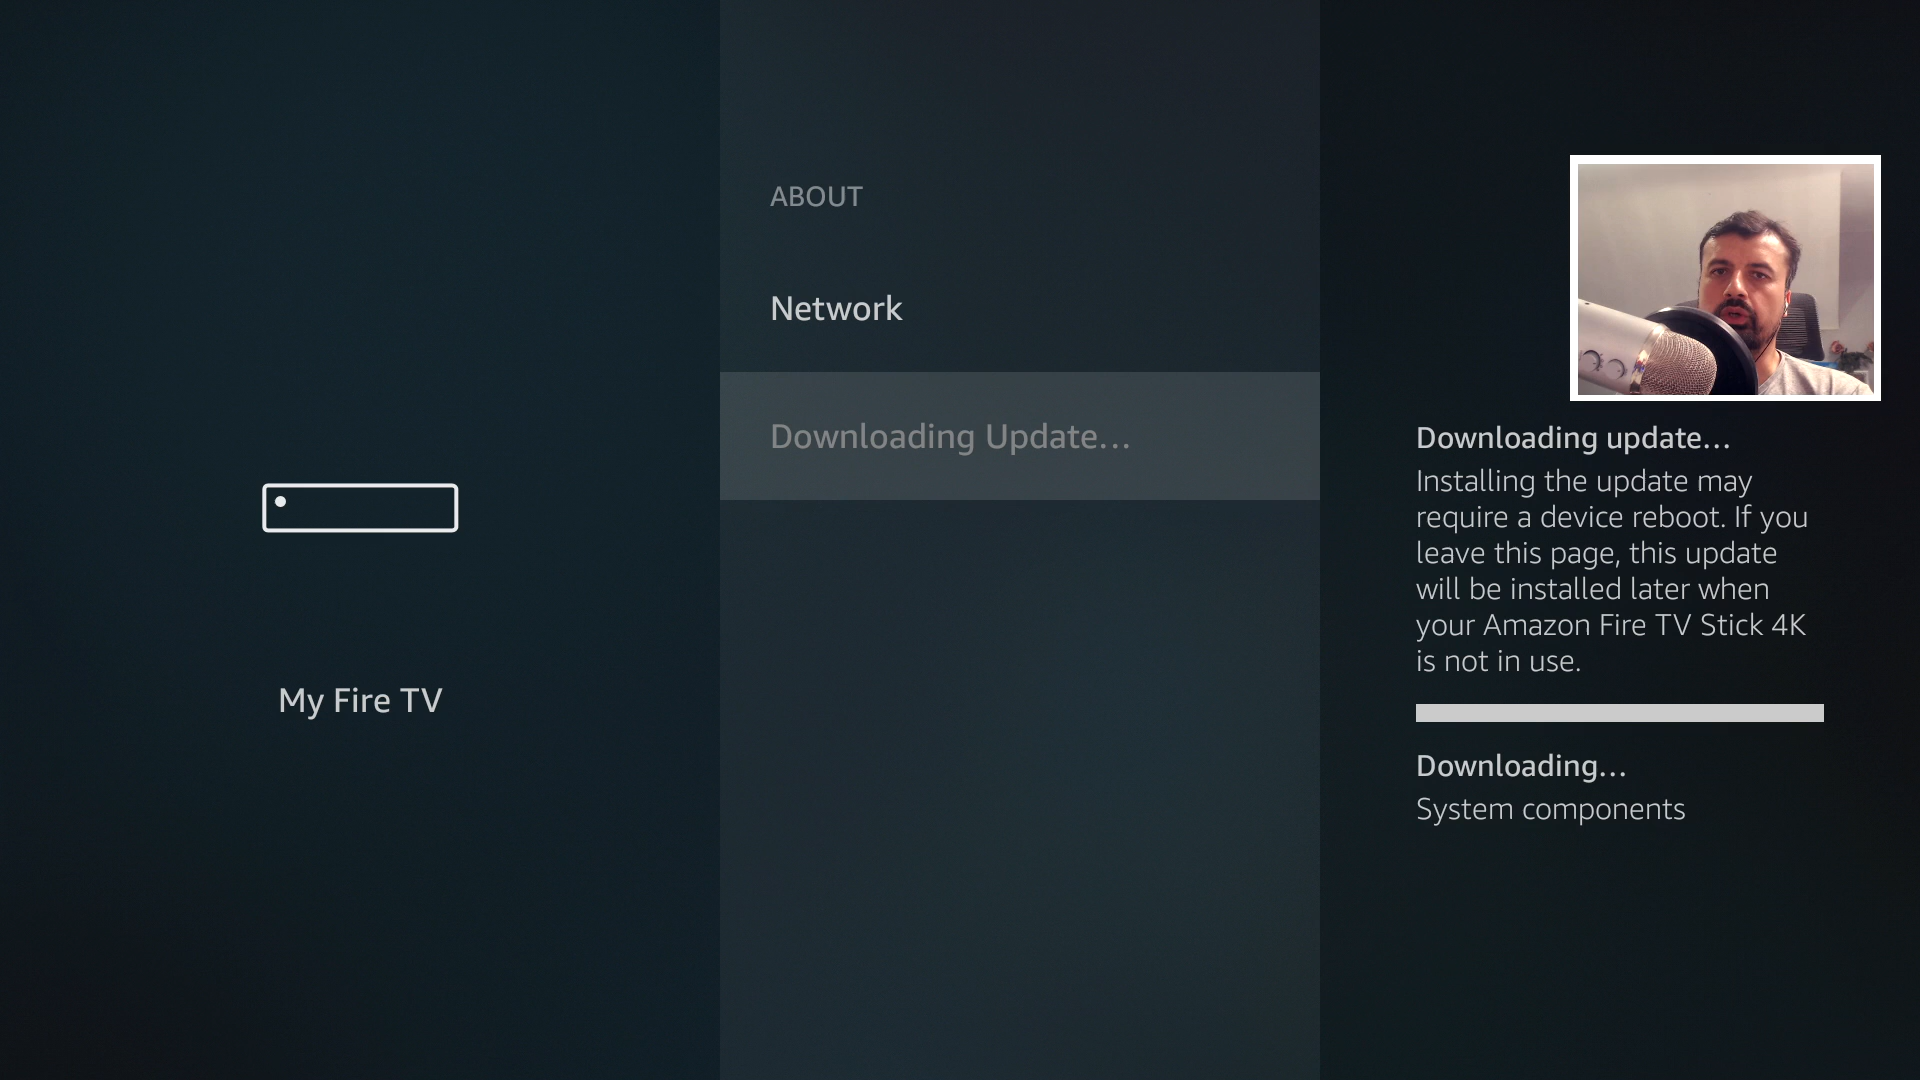 ABOUT
Network
Downloading Update...
My Fire TV
Downloading update...
Installing the update may
require a device reboot. If you
leave this page, this update
will be installed later when
your Amazon Fire TV Stick 4K
is not in use.
Downloading...
System components